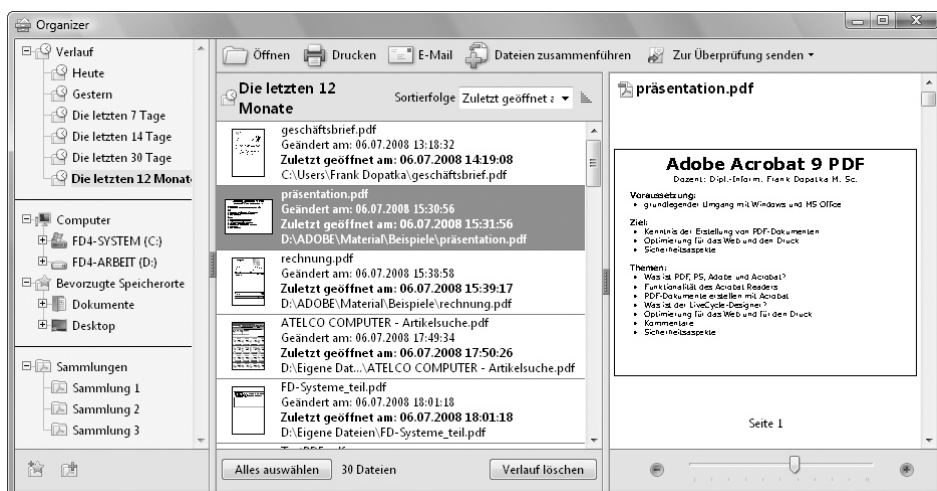 Organizer
Verlauf
Heute
Gestern
Die letzten 7 Tage
Die letzten 14 Tage
Die letzten 30 Tage
Die letzten 12 Monat
Computer
FD4-SYSTEM (C:)
FD4-ARBEIT (D:)
Bevorzugte Speicherorte
Dokumente
Desktop
Sammlungen
Sammlung 1
Sammlung 2
Sammlung 3
Öffnen Drucken E-Mail Dateien zusammenführen Zur Überprüfung senden
Die letzten 12
Monate
Sortierfolge Zuletzt geöffnet a
geschäftsbrief.pdf
Geändert am: 06.07.2008 13:18:32
Zuletzt geöffnet am: 06.07.2008 14:19:08
C:\Users\Frank Dopatka\geschäftsbrief.pdf
präsentation.pdf
Geändert am: 06.07.2008 15:30:56
Zuletzt geöffnet am: 06.07.2008 15:31:56
D:\ADOBE\Material\Beispiele\präsentation.pdf
rechnung.pdf
Geändert am: 06.07.2008 15:38:58
Zuletzt geöffnet am: 06.07.2008 15:39:17
D:\ADOBE\Material\Beispiele\rechnung.pdf
ATELCO COMPUTER - Artikelsuche.pdf
Geändert am: 06.07.2008 17:49:34
Zuletzt geöffnet am: 06.07.2008 17:50:26
D:\Eigene Dat...\ATELCO COMPUTER - Artikelsuche.pdf
FD-Systeme_teil.pdf
Geändert am: 06.07.2008 18:01:18
Zuletzt geöffnet am: 06.07.2008 18:01:18
D:\Eigene Dateien\FD-Systeme_teil.pdf
Alles auswählen 30 Dateien Verlauf löschen
präsentation.pdf
Adobe Acrobat 9 PDF
Dozent: Dipl.-Inform. Frank Dopatka M. Sc.
Voraussetzung:
• grundlegender Umgang mit Windows und MS Office
Ziel:
• Kenntnis der Erstellung von PDF-Dokumenten
• Optimierung für das Web und den Druck
• Sicherheitsaspekte
Themen:
• Was ist PDF, PS, Adobe und Acrobat?
• Funktionalität des Acrobat Readers
• PDF-Dokumente erstellen mit Acrobat
• Was ist der LiveCycle-Designer?
• Optimierung für das Web und für den Druck
• Kommentare
• Sicherheitsaspekte
Seite 1